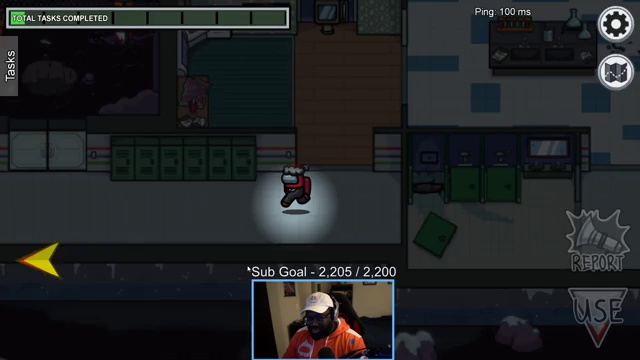 Ping: 100 ms
TOTAL TASKS COMPLETED
Tasks
REPORT
Sub Goal - 2,205 / 2,200
USE